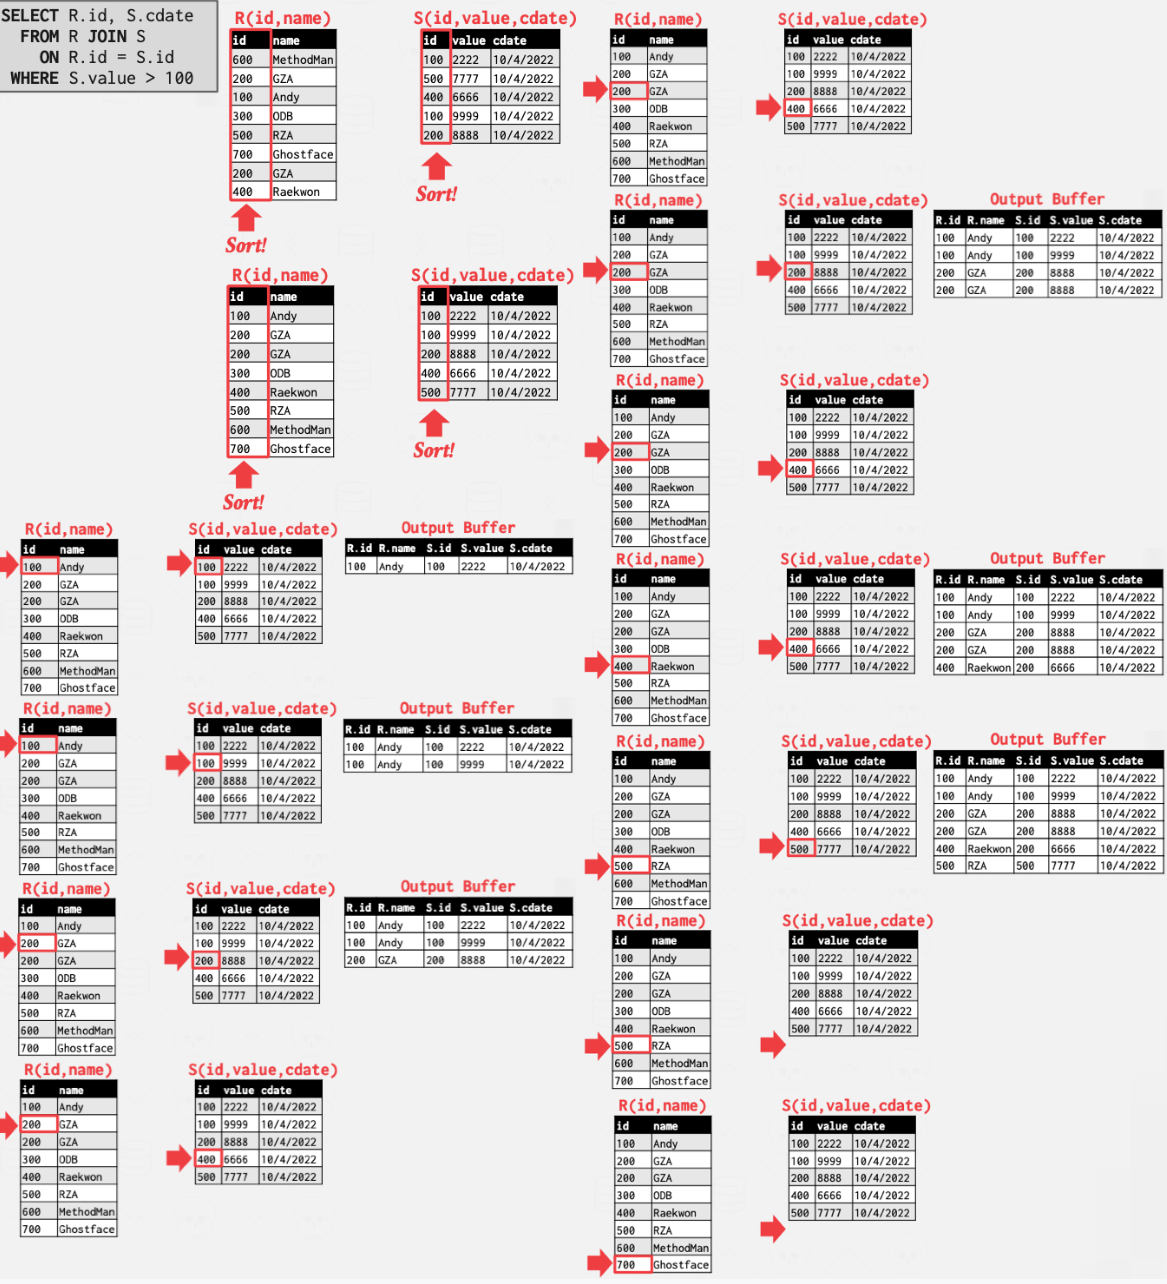 SELECT R.id, S.cdate
FROM R JOIN S
ON R.id = S.id
WHERE S.value > 100
R(id,name)
id name
600 MethodMan
200 GZA
100 Andy
300 ODB
500 RZA
700 Ghostface
200 GZA
400 Raekwon
Sort!
S(id,value,cdate)
id value cdate
100 2222 10/4/2022
500 7777 10/4/2022
400 6666 10/4/2022
100 9999 10/4/2022
200 8888 10/4/2022
Sort!
R(id,name)
id name
100 Andy
200 GZA
200 GZA
300 ODB
400 Raekwon
500 RZA
600 MethodMan
700 Ghostface
Sort!
S(id,value,cdate)
id value cdate
100 2222 10/4/2022
100 9999 10/4/2022
200 8888 10/4/2022
400 6666 10/4/2022
500 7777 10/4/2022
Sort!
R(id,name)
id name
100 Andy
200 GZA
200 GZA
300 ODB
400 Raekwon
500 RZA
600 MethodMan
700 Ghostface
S(id,value,cdate)
id value cdate
100 2222 10/4/2022
100 9999 10/4/2022
200 8888 10/4/2022
400 6666 10/4/2022
500 7777 10/4/2022
Output Buffer
R.id R.name S.id S.value S.cdate
100 Andy 100 2222 10/4/2022
R(id,name)
id name
100 Andy
200 GZA
200 GZA
300 ODB
400 Raekwon
500 RZA
600 MethodMan
700 Ghostface
S(id,value,cdate)
id value cdate
100 2222 10/4/2022
100 9999 10/4/2022
200 8888 10/4/2022
400 6666 10/4/2022
500 7777 10/4/2022
Output Buffer
R.id R.name S.id S.value S.cdate
100 Andy 100 2222 10/4/2022
100 Andy 100 9999 10/4/2022
R(id,name)
id name
100 Andy
200 GZA
200 GZA
300 ODB
400 Raekwon
500 RZA
600 MethodMan
700 Ghostface
S(id,value,cdate)
id value cdate
100 2222 10/4/2022
100 9999 10/4/2022
200 8888 10/4/2022
400 6666 10/4/2022
500 7777 10/4/2022
Output Buffer
R.id R.name S.id S.value S.cdate
100 Andy 100 2222 10/4/2022
100 Andy 100 9999 10/4/2022
200 GZA 200 8888 10/4/2022
R(id,name)
id name
100 Andy
200 GZA
200 GZA
300 ODB
400 Raekwon
500 RZA
600 MethodMan
700 Ghostface
S(id,value,cdate)
id value cdate
100 2222 10/4/2022
100 9999 10/4/2022
200 8888 10/4/2022
400 6666 10/4/2022
500 7777 10/4/2022
R(id,name)
id name
100 Andy
200 GZA
200 GZA
300 ODB
400 Raekwon
500 RZA
600 MethodMan
700 Ghostface
S(id,value,cdate)
id value cdate
100 2222 10/4/2022
100 9999 10/4/2022
200 8888 10/4/2022
400 6666 10/4/2022
500 7777 10/4/2022
R(id,name)
id name
100 Andy
200 GZA
200 GZA
300 ODB
400 Raekwon
500 RZA
600 MethodMan
700 Ghostface
S(id,value,cdate)
id value cdate
100 2222 10/4/2022
100 9999 10/4/2022
200 8888 10/4/2022
400 6666 10/4/2022
500 7777 10/4/2022
Output Buffer
R.id R.name S.id S.value S.cdate
100 Andy 100 2222 10/4/2022
100 Andy 100 9999 10/4/2022
200 GZA 200 8888 10/4/2022
200 GZA 200 8888 10/4/2022
R(id,name)
id name
100 Andy
200 GZA
200 GZA
300 ODB
400 Raekwon
500 RZA
600 MethodMan
700 Ghostface
S(id,value,cdate)
id value cdate
100 2222 10/4/2022
100 9999 10/4/2022
200 8888 10/4/2022
400 6666 10/4/2022
500 7777 10/4/2022
R(id,name)
id name
100 Andy
200 GZA
200 GZA
300 ODB
400 Raekwon
500 RZA
600 MethodMan
700 Ghostface
S(id,value,cdate)
id value cdate
100 2222 10/4/2022
100 9999 10/4/2022
200 8888 10/4/2022
400 6666 10/4/2022
500 7777 10/4/2022
Output Buffer
R.id R.name S.id S.value S.cdate
100 Andy 100 2222 10/4/2022
100 Andy 100 9999 10/4/2022
200 GZA 200 8888 10/4/2022
200 GZA 200 8888 10/4/2022
400 Raekwon 200 6666 10/4/2022
R(id,name)
id name
100 Andy
200 GZA
200 GZA
300 ODB
400 Raekwon
500 RZA
600 MethodMan
700 Ghostface
S(id,value,cdate)
id value cdate
100 2222 10/4/2022
100 9999 10/4/2022
200 8888 10/4/2022
400 6666 10/4/2022
500 7777 10/4/2022
Output Buffer
R.id R.name S.id S.value S.cdate
100 Andy 100 2222 10/4/2022
100 Andy 100 9999 10/4/2022
200 GZA 200 8888 10/4/2022
200 GZA 200 8888 10/4/2022
400 Raekwon 200 6666 10/4/2022
500 RZA 500 7777 10/4/2022
R(id,name)
id name
100 Andy
200 GZA
200 GZA
300 ODB
400 Raekwon
500 RZA
600 MethodMan
700 Ghostface
S(id,value,cdate)
id value cdate
100 2222 10/4/2022
100 9999 10/4/2022
200 8888 10/4/2022
400 6666 10/4/2022
500 7777 10/4/2022
R(id,name)
id name
100 Andy
200 GZA
200 GZA
300 ODB
400 Raekwon
500 RZA
600 MethodMan
700 Ghostface
S(id,value,cdate)
id value cdate
100 2222 10/4/2022
100 9999 10/4/2022
200 8888 10/4/2022
400 6666 10/4/2022
500 7777 10/4/2022